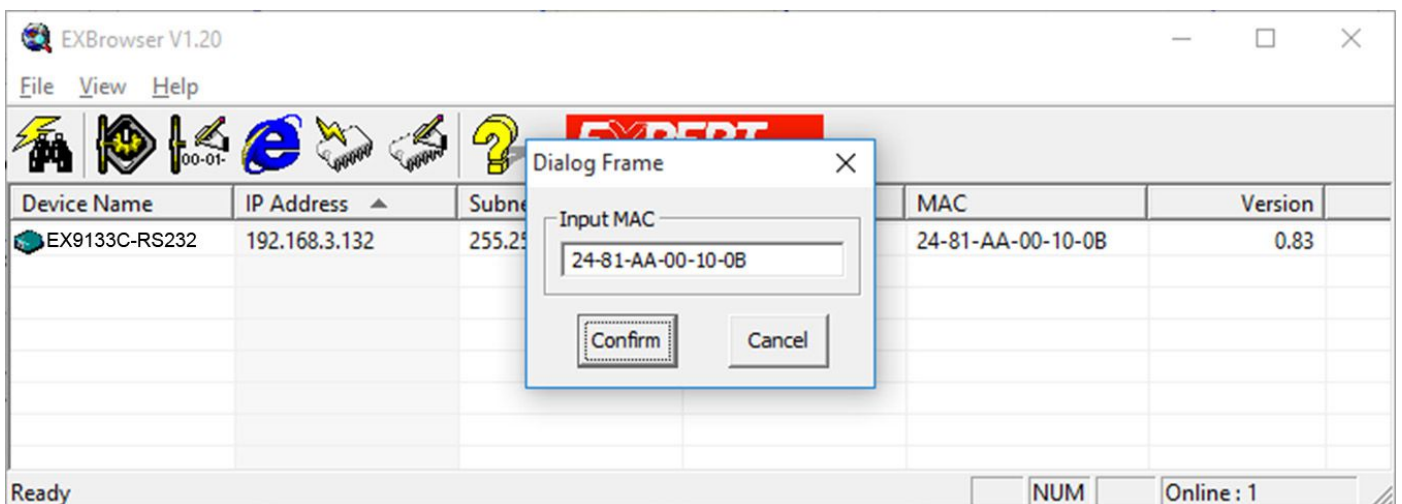 EXBrowser V1.20
File View Help
00-01-
EXPERT
Dialog Frame
Device Name IP Address Subne MAC Version
Input MAC
EX9133C-RS232 192.168.3.132 255.25 24-81-AA-00-10-0B 0.83
24-81-AA-00-10-0B
Confirm Cancel
Ready NUM Online : 1